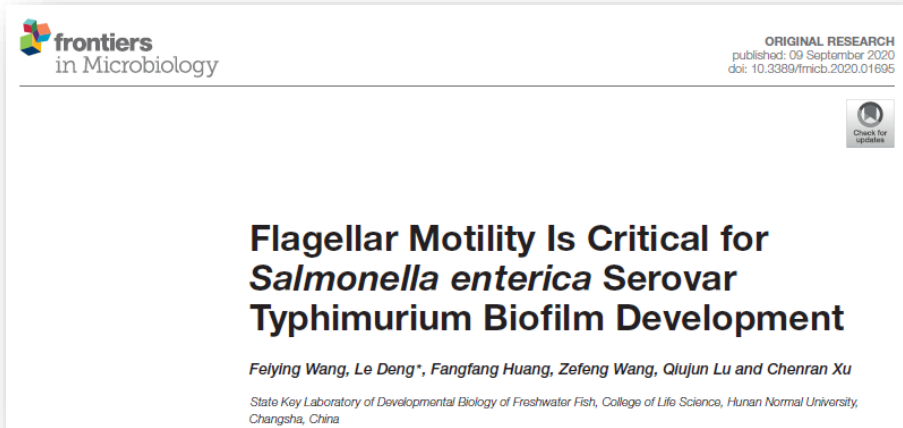 frontiers
in Microbiology
ORIGINAL RESEARCH
published: 09 September 2020
doi: 10.3389/fmicb.2020.01695
Check for
updates
Flagellar Motility Is Critical for
Salmonella enterica Serovar
Typhimurium Biofilm Development
Feiying Wang, Le Deng*, Fangfang Huang, Zefeng Wang, Qiujun Lu and Chenran Xu
State Key Laboratory of Developmental Biology of Freshwater Fish, College of Life Science, Hunan Normal University,
Changsha, China